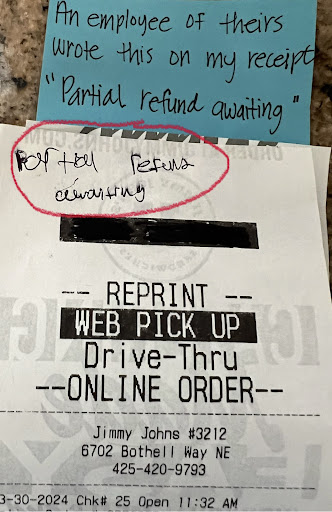 An employee of theirs
wrote this on my receipt
"Partial refund awaiting"
refund
awaiting
-- REPRINT --
WEB PICK UP
Drive-Thru
--ONLINE ORDER--
Jimmy Johns #3212
6702 Bothell Way NE
425-420-9793
3-30-2024 Chk# 25 Open 11:32 AM